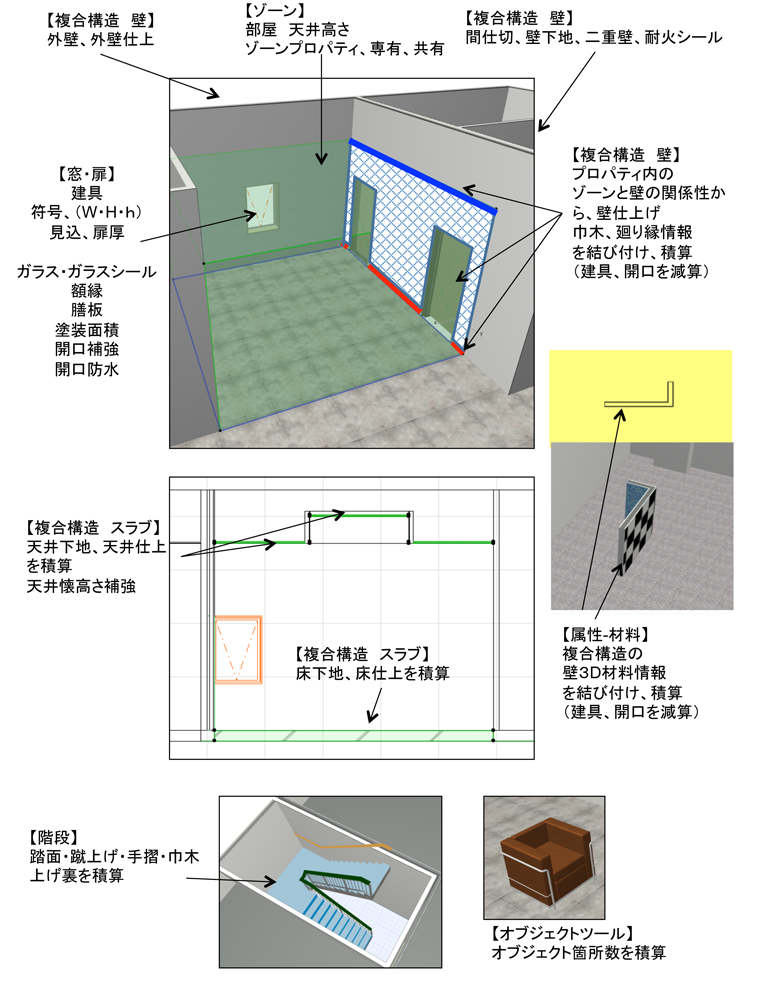 【複合構造　壁】
外壁、外壁仕上
【ゾーン】
部屋　天井高さ
ゾーンプロパティ、専有、共有
【複合構造　壁】
間仕切、壁下地、二重壁、耐火シール
【窓・扉】
建具
符号、（W・H・h）
見込、扉厚
ガラス・ガラスシール
額縁
膳板
塗装面積
開口補強
開口防水
【複合構造　壁】
プロパティ内の
ゾーンと壁の関係性か
ら、壁仕上げ
巾木、廻り縁情報
を結び付け、積算
（建具、開口を減算）
【複合構造　スラブ】
天井下地、天井仕上
を積算
天井懐高さ補強
【複合構造　スラブ】
床下地、床仕上を積算
【属性-材料】
複合構造の
壁３D材料情報
を結び付け、積算
（建具、開口を減算）
【階段】
踏面・蹴上げ・手摺・巾木
上げ裏を積算
【オブジェクトツール】
オブジェクト箇所数を積算